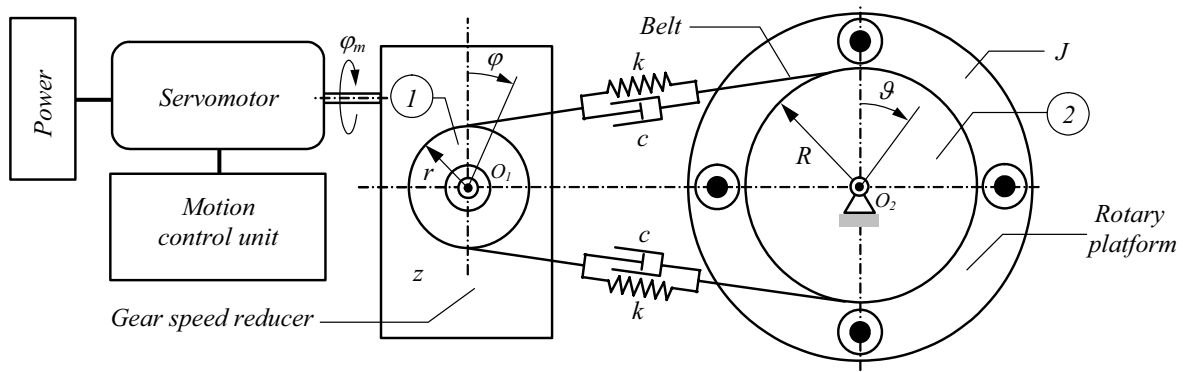 Power
Servomotor
Motion
control unit
φm
Gear speed reducer
z
1
φ
r
O1
Belt
k
c
c
k
R
ϑ
O2
2
J
Rotary
platform